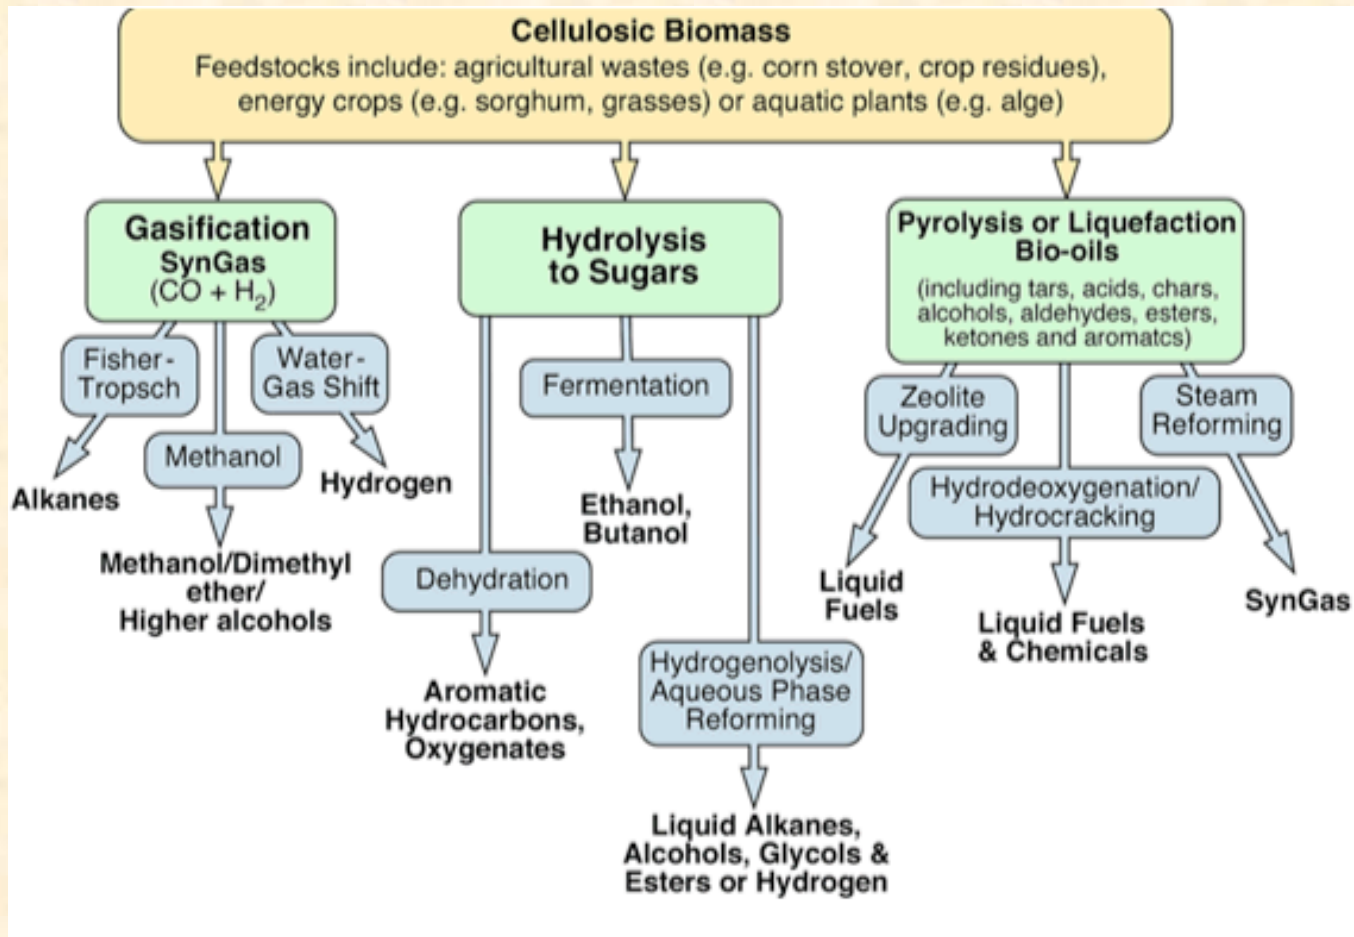 Cellulosic Biomass
Feedstocks include: agricultural wastes (e.g. corn stover, crop residues),
energy crops (e.g. sorghum, grasses) or aquatic plants (e.g. alge)
Gasification
SynGas
(CO + H₂)
Fisher-
Tropsch
Alkanes
Methanol
Methanol/Dimethyl
ether/
Higher alcohols
Water-
Gas Shift
Hydrogen
Hydrolysis
to Sugars
Dehydration
Aromatic
Hydrocarbons,
Oxygenates
Fermentation
Ethanol,
Butanol
Hydrogenolysis/
Aqueous Phase
Reforming
Liquid Alkanes,
Alcohols, Glycols &
Esters or Hydrogen
Pyrolysis or Liquefaction
Bio-oils
(including tars, acids, chars,
alcohols, aldehydes, esters,
ketones and aromatcs)
Zeolite
Upgrading
Liquid
Fuels
Hydrodeoxygenation/
Hydrocracking
Liquid Fuels
& Chemicals
Steam
Reforming
SynGas